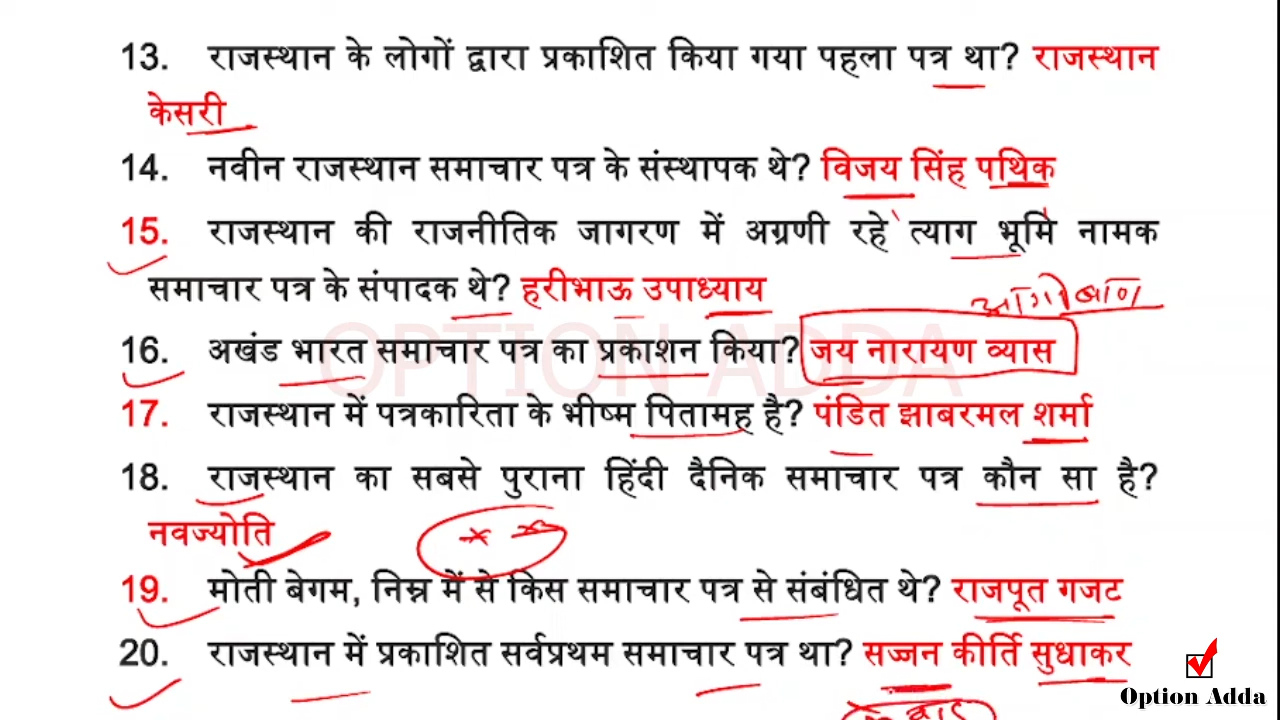 13. राजस्थान के लोगों द्वारा प्रकाशित किया गया पहला पत्र था? राजस्थान
केसरी
14. नवीन राजस्थान समाचार पत्र के संस्थापक थे? विजय सिंह पथिक
15. राजस्थान की राजनीतिक जागरण में अग्रणी रहे त्याग भूमि नामक
समाचार पत्र के संपादक थे? हरीभाऊ उपाध्याय
आगीबाण
16. अखंड भारत समाचार पत्र का प्रकाशन किया? जय नारायण व्यास
OPTION ADDA
17. राजस्थान में पत्रकारिता के भीष्म पितामह है? पंडित झाबरमल शर्मा
18. राजस्थान का सबसे पुराना हिंदी दैनिक समाचार पत्र कौन सा है?
नवज्योति
19. मोती बेगम, निम्न में से किस समाचार पत्र से संबंधित थे? राजपूत गजट
20. राजस्थान में प्रकाशित सर्वप्रथम समाचार पत्र था? सज्जन कीर्ति सुधाकर
Option Adda